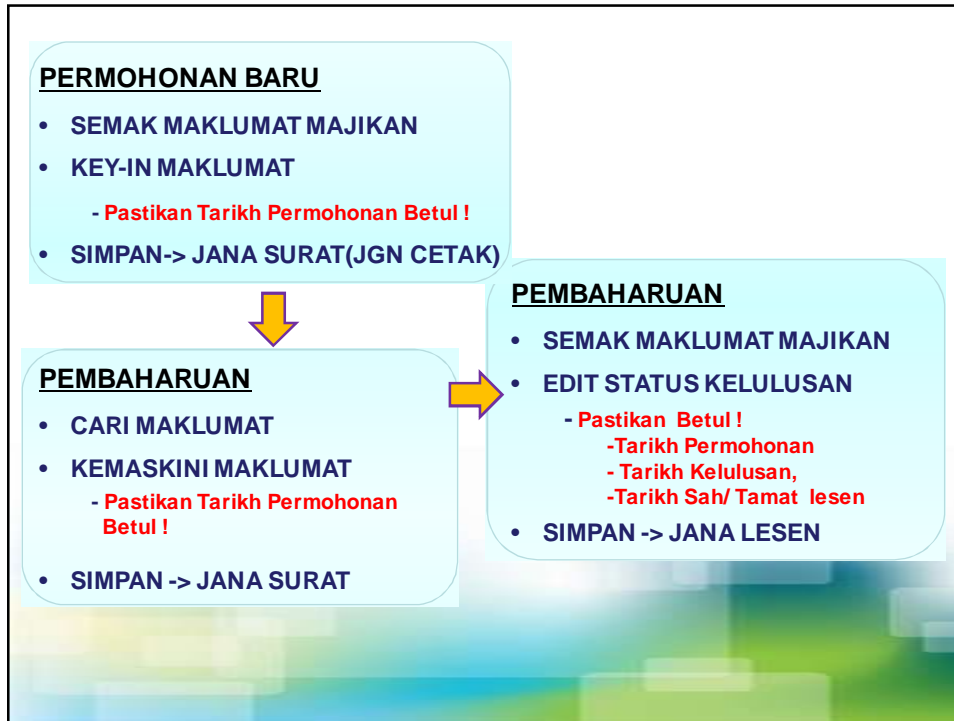 PERMOHONAN BARU
• SEMAK MAKLUMAT MAJIKAN
• KEY-IN MAKLUMAT
- Pastikan Tarikh Permohonan Betul !
• SIMPAN-> JANA SURAT(JGN CETAK)
PEMBAHARUAN
• CARI MAKLUMAT
• KEMASKINI MAKLUMAT
- Pastikan Tarikh Permohonan
Betul !
• SIMPAN -> JANA SURAT
PEMBAHARUAN
• SEMAK MAKLUMAT MAJIKAN
• EDIT STATUS KELULUSAN
- Pastikan Betul !
-Tarikh Permohonan
- Tarikh Kelulusan,
-Tarikh Sah/ Tamat lesen
• SIMPAN -> JANA LESEN